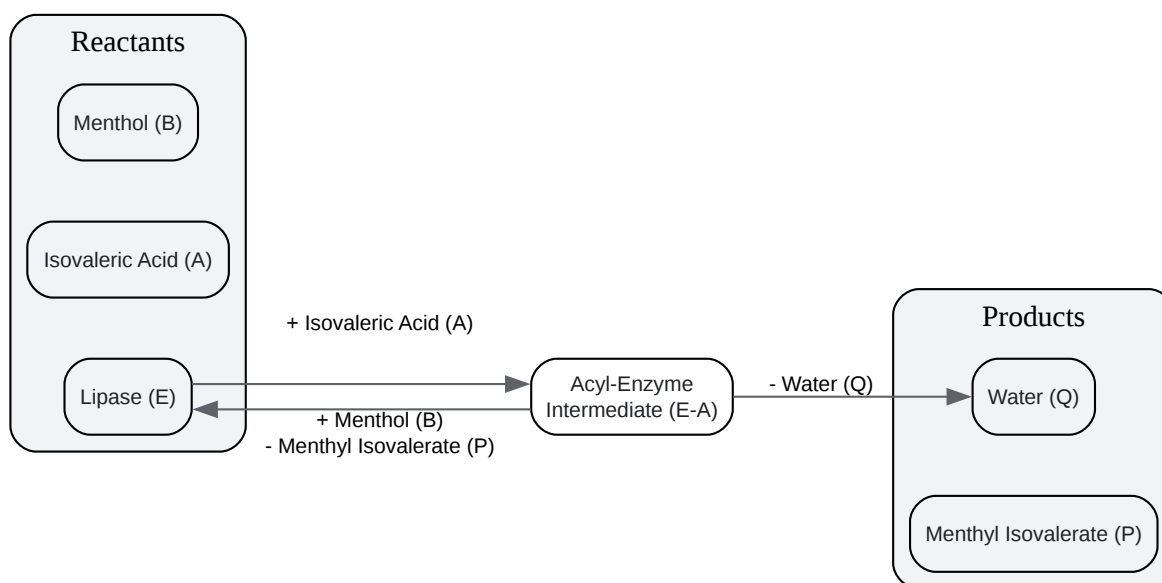 Reactants
Menthol (B)
Isovaleric Acid (A)
+ Isovaleric Acid (A)
Products
Lipase (E)
Acyl-Enzyme
Intermediate (E-A)
- Water (Q)
Water (Q)
+ Menthol (B)
- Menthyl Isovalerate (P)
Menthyl Isovalerate (P)